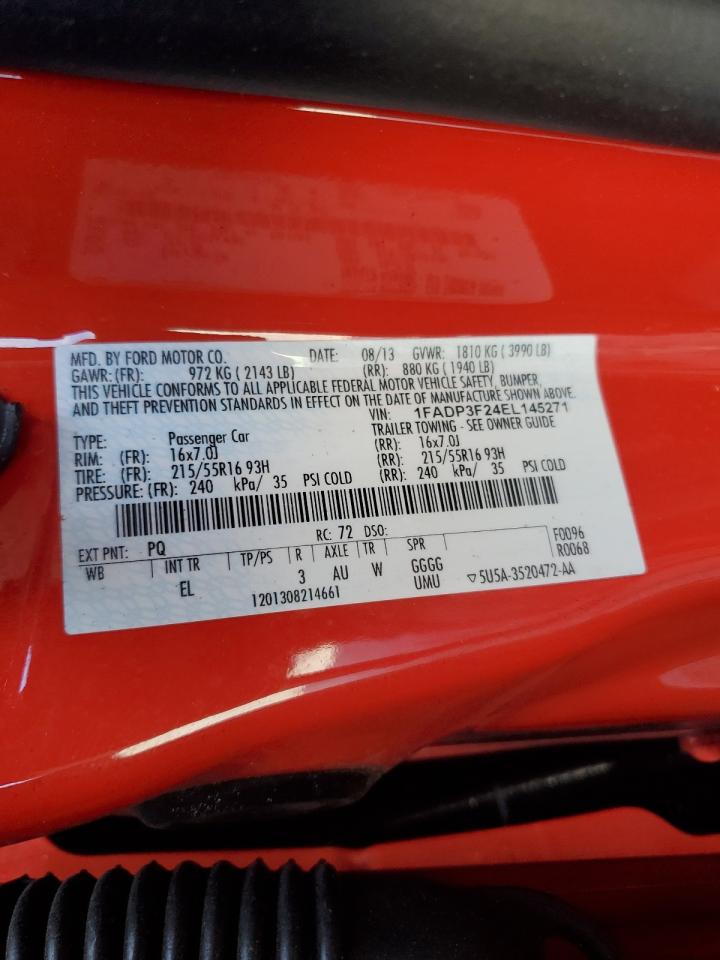 MFD. BY FORD MOTOR CO. DATE: 08/13 GVWR: 1810 KG ( 3990 LB)
GAWR: (FR): 972 KG ( 2143 LB) (RR): 880 KG ( 1940 LB)
THIS VEHICLE CONFORMS TO ALL APPLICABLE FEDERAL MOTOR VEHICLE SAFETY, BUMPER,
AND THEFT PREVENTION STANDARDS IN EFFECT ON THE DATE OF MANUFACTURE SHOWN ABOVE.
VIN: 1FADP3F24EL145271
TYPE: Passenger Car TRAILER TOWING - SEE OWNER GUIDE
RIM: (FR): 16x7.0J (RR): 16x7.0J
TIRE: (FR): 215/55R16 93H (RR): 215/55R16 93H
PRESSURE: (FR): 240 kPa/ 35 PSI COLD (RR): 240 kPa/ 35 PSI COLD
EXT PNT: PQ RC: 72 DSO: F0096
WB INT TR TP/PS R AXLE TR SPR R0068
EL 3 AU W GGGG
UMU
1201308214661 ▽5U5A-3520472-AA